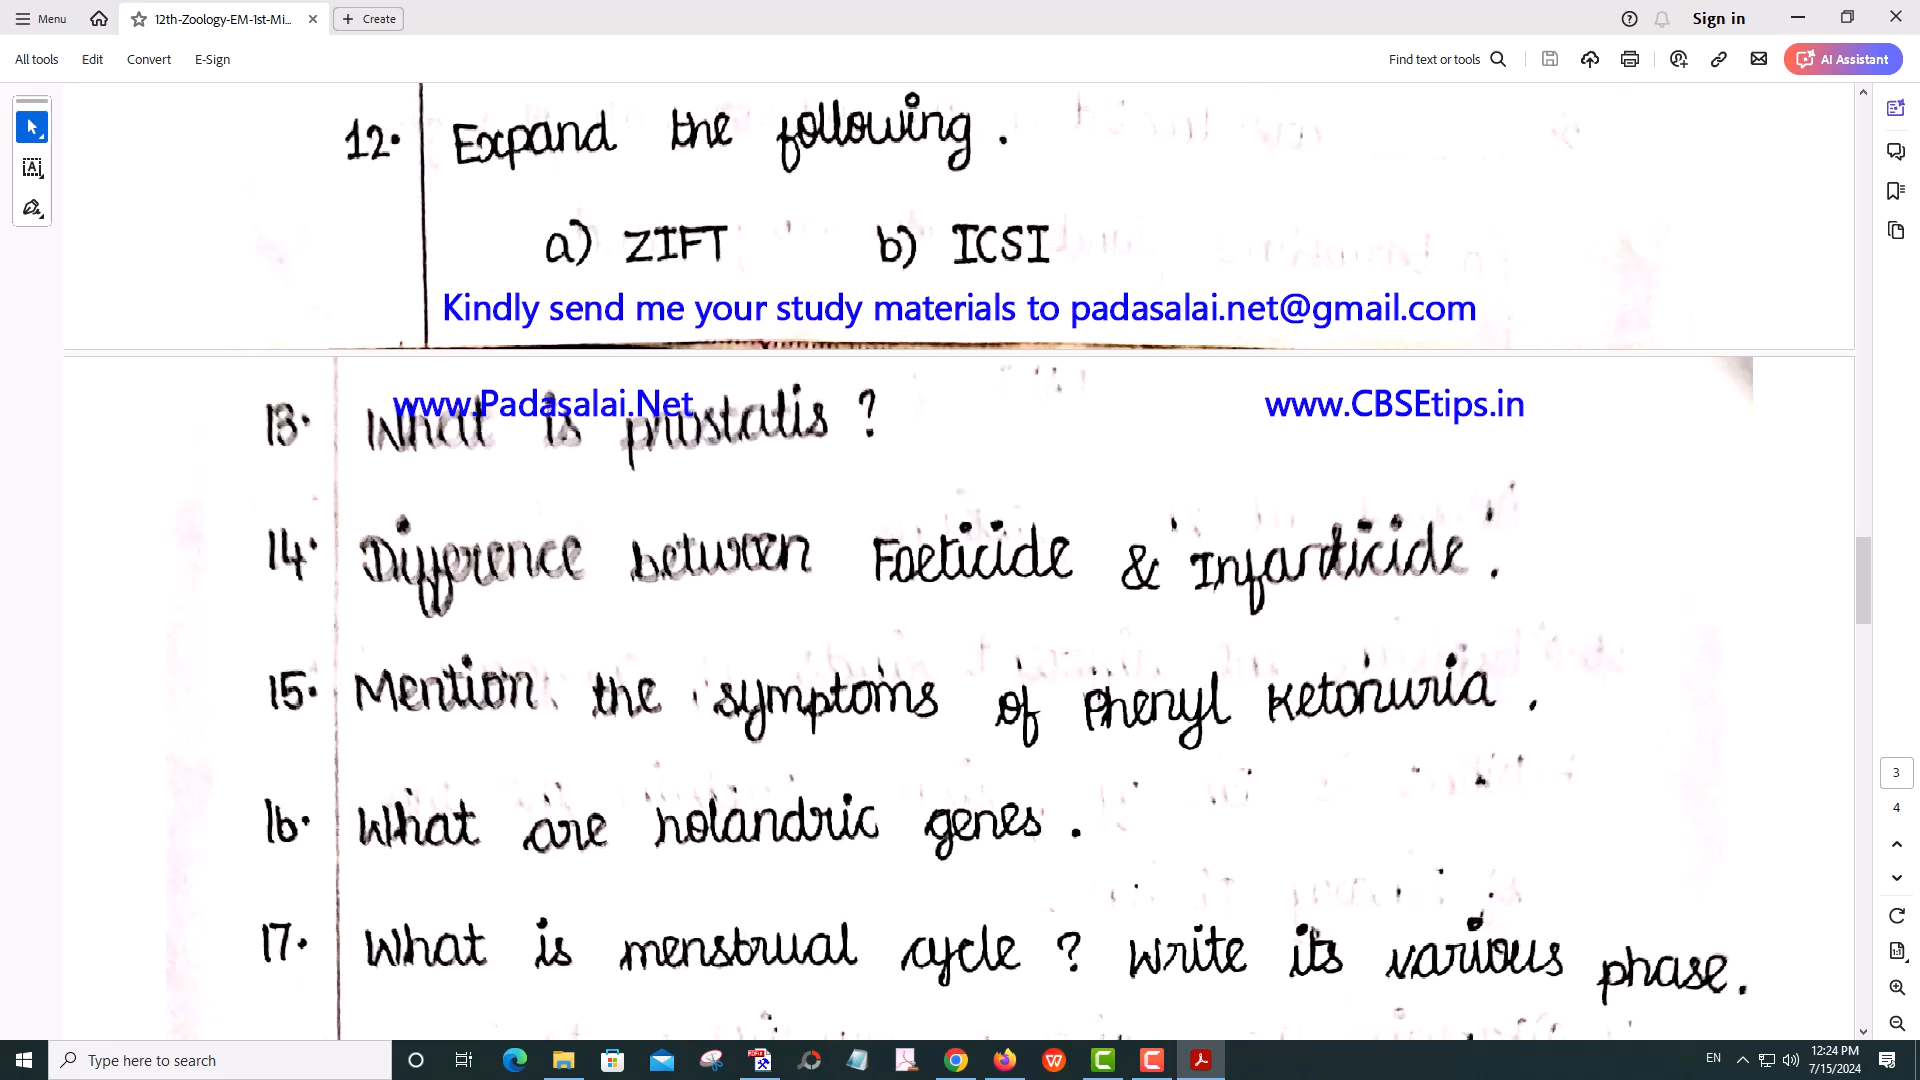 Menu
12th-Zoology-EM-1st-Mi...
Create
Sign in
All tools
Edit
Convert
E-Sign
Find text or tools
AI Assistant
12. Expand the following.
a) ZIFT b) ICSI
Kindly send me your study materials to padasalai.net@gmail.com
www.Padasalai.Net www.CBSEtips.in
13. What is prostatis?
14. Difference between Foeticide & Infanticide.
15. Mention the symptoms of Phenyl Ketonuria.
16. What are holandric genes.
17. What is menstrual cycle? Write its various phase.
3
4
Type here to search
EN
12:24 PM
7/15/2024